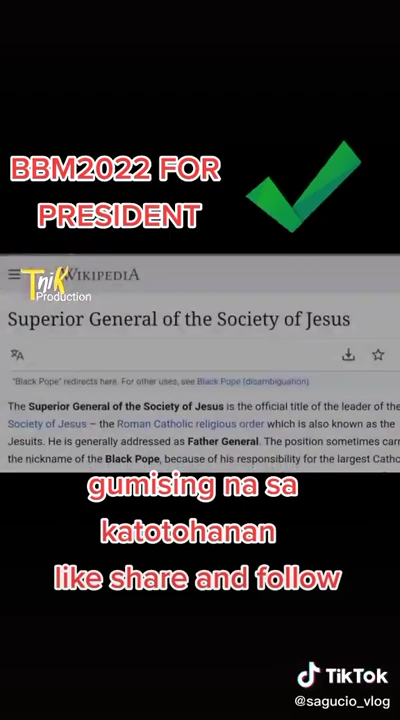 BBM2022 FOR
PRESIDENT
Tnik
Production
WIKIPEDIA
Superior General of the Society of Jesus
"Black Pope" redirects here. For other uses, see Black Pope (disambiguation)
The Superior General of the Society of Jesus is the official title of the leader of the
Society of Jesus – the Roman Catholic religious order which is also known as the
Jesuits. He is generally addressed as Father General. The position sometimes carr
the nickname of the Black Pope, because of his responsibility for the largest Catho
gumising na sa
katotohanan
like share and follow
TikTok
@sagucio_vlog